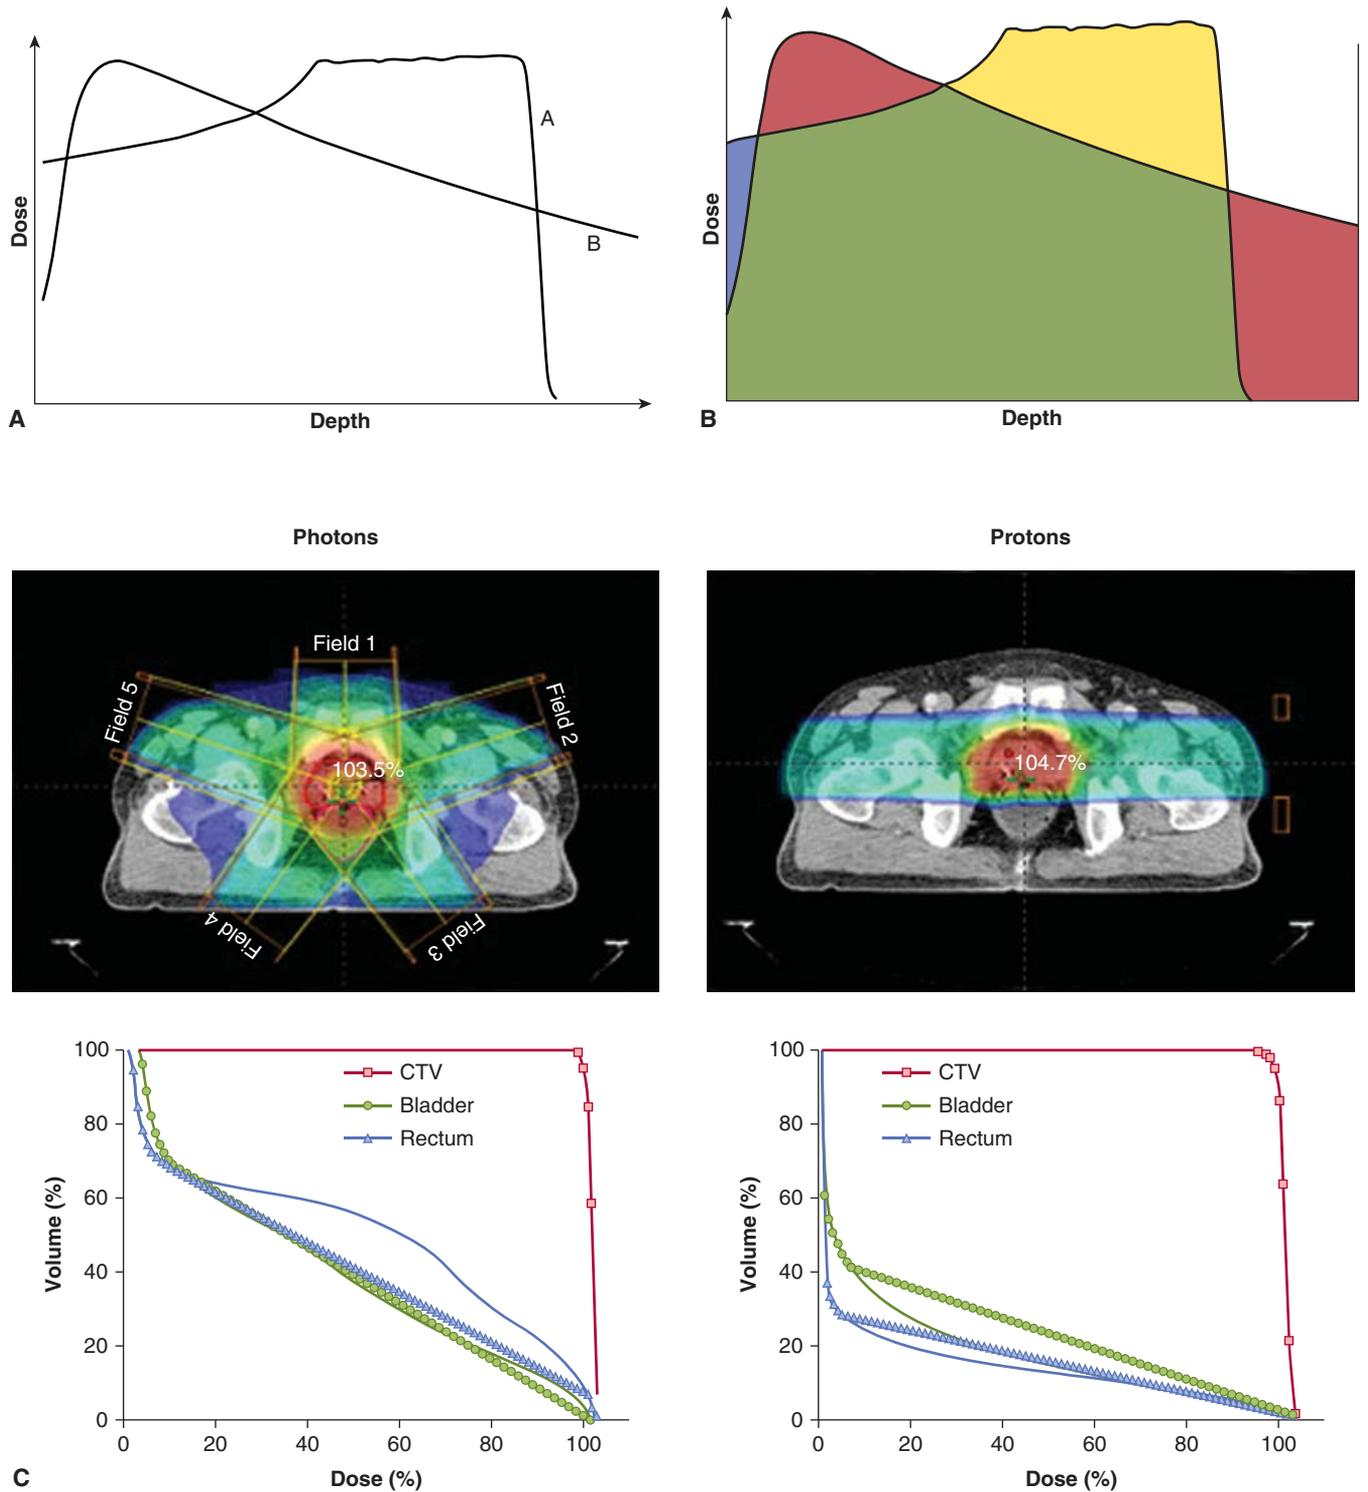 Dose
A
B
A
Depth
Dose
B
Depth
Photons
Protons
Field 1
Field 5
Field 2
103.5%
Field 4
Field 3
104.7%
100
80
60
40
20
0
Volume (%)
CTV
Bladder
Rectum
0 20 40 60 80 100
C
Dose (%)
100
80
60
40
20
0
Volume (%)
CTV
Bladder
Rectum
0 20 40 60 80 100
Dose (%)